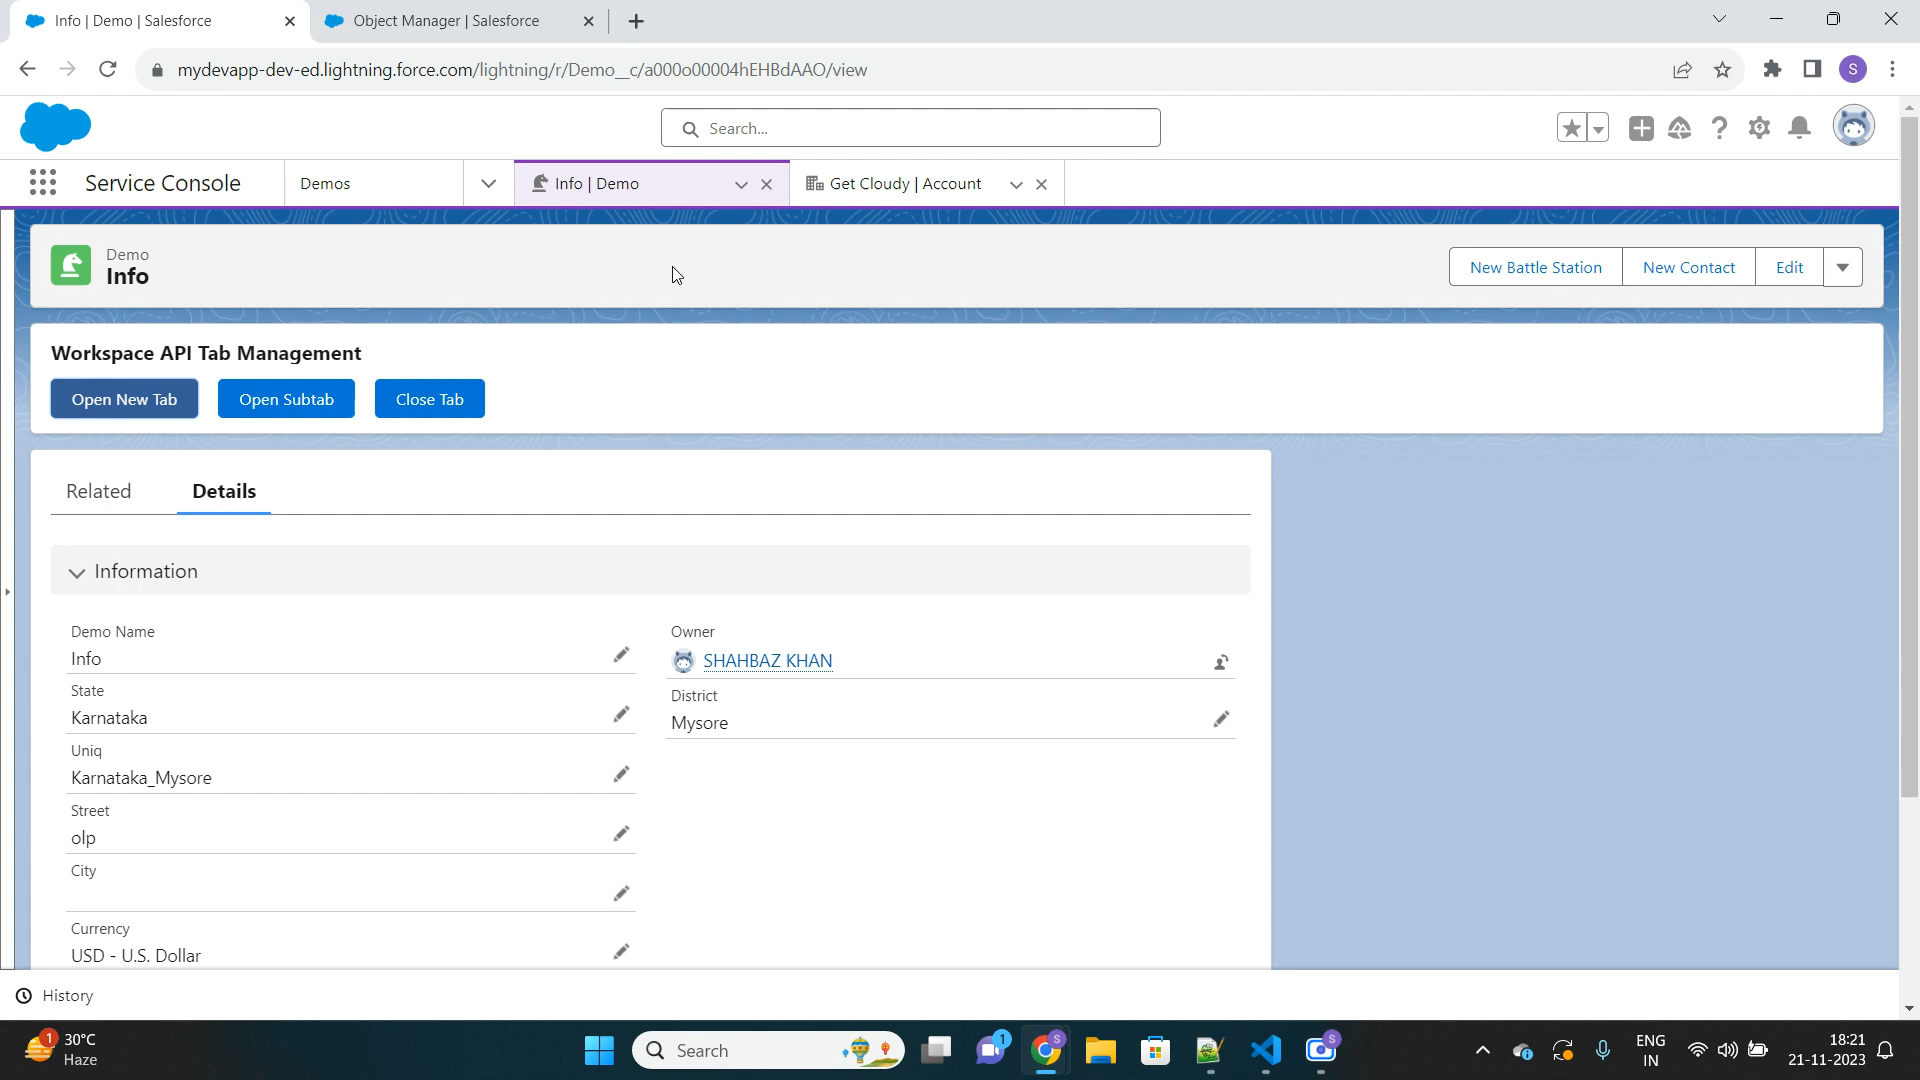 Info | Demo | Salesforce
Object Manager | Salesforce
mydevapp-dev-ed.lightning.force.com/lightning/r/Demo__c/a000o00004hEHBdAAO/view
S
Search...
Service Console
Demos
Info | Demo
Get Cloudy | Account
Demo
Info
New Battle Station
New Contact
Edit
Workspace API Tab Management
Open New Tab
Open Subtab
Close Tab
Related
Details
Information
Demo Name
Info
Owner
SHAHBAZ KHAN
State
Karnataka
District
Mysore
Uniq
Karnataka_Mysore
Street
olp
City
Currency
USD - U.S. Dollar
History
1
30°C
Haze
Search
1
S
S
ENG
IN
18:21
21-11-2023